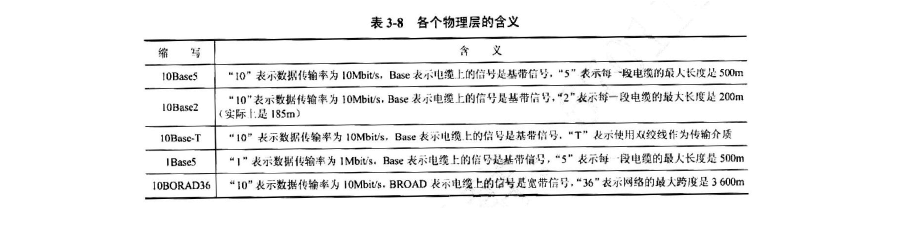 表 3-8 各个物理层的含义
缩 写 含 义
10Base5 “10”表示数据传输率为 10Mbit/s，Base 表示电缆上的信号是基带信号，“5”表示每一段电缆的最大长度是 500m
10Base2 “10”表示数据传输率为 10Mbit/s，Base 表示电缆上的信号是基带信号，“2”表示每一段电缆的最大长度是 200m
（实际上是 185m）
10Base-T “10”表示数据传输率为 10Mbit/s，Base 表示电缆上的信号是基带信号，“T”表示使用双绞线作为传输介质
1Base5 “1”表示数据传输率为 1Mbit/s，Base 表示电缆上的信号是基带信号，“5”表示每一段电缆的最大长度是 500m
10BORAD36 “10”表示数据传输率为 10Mbit/s，BROAD 表示电缆上的信号是宽带信号，“36”表示网络的最大跨度是 3 600m